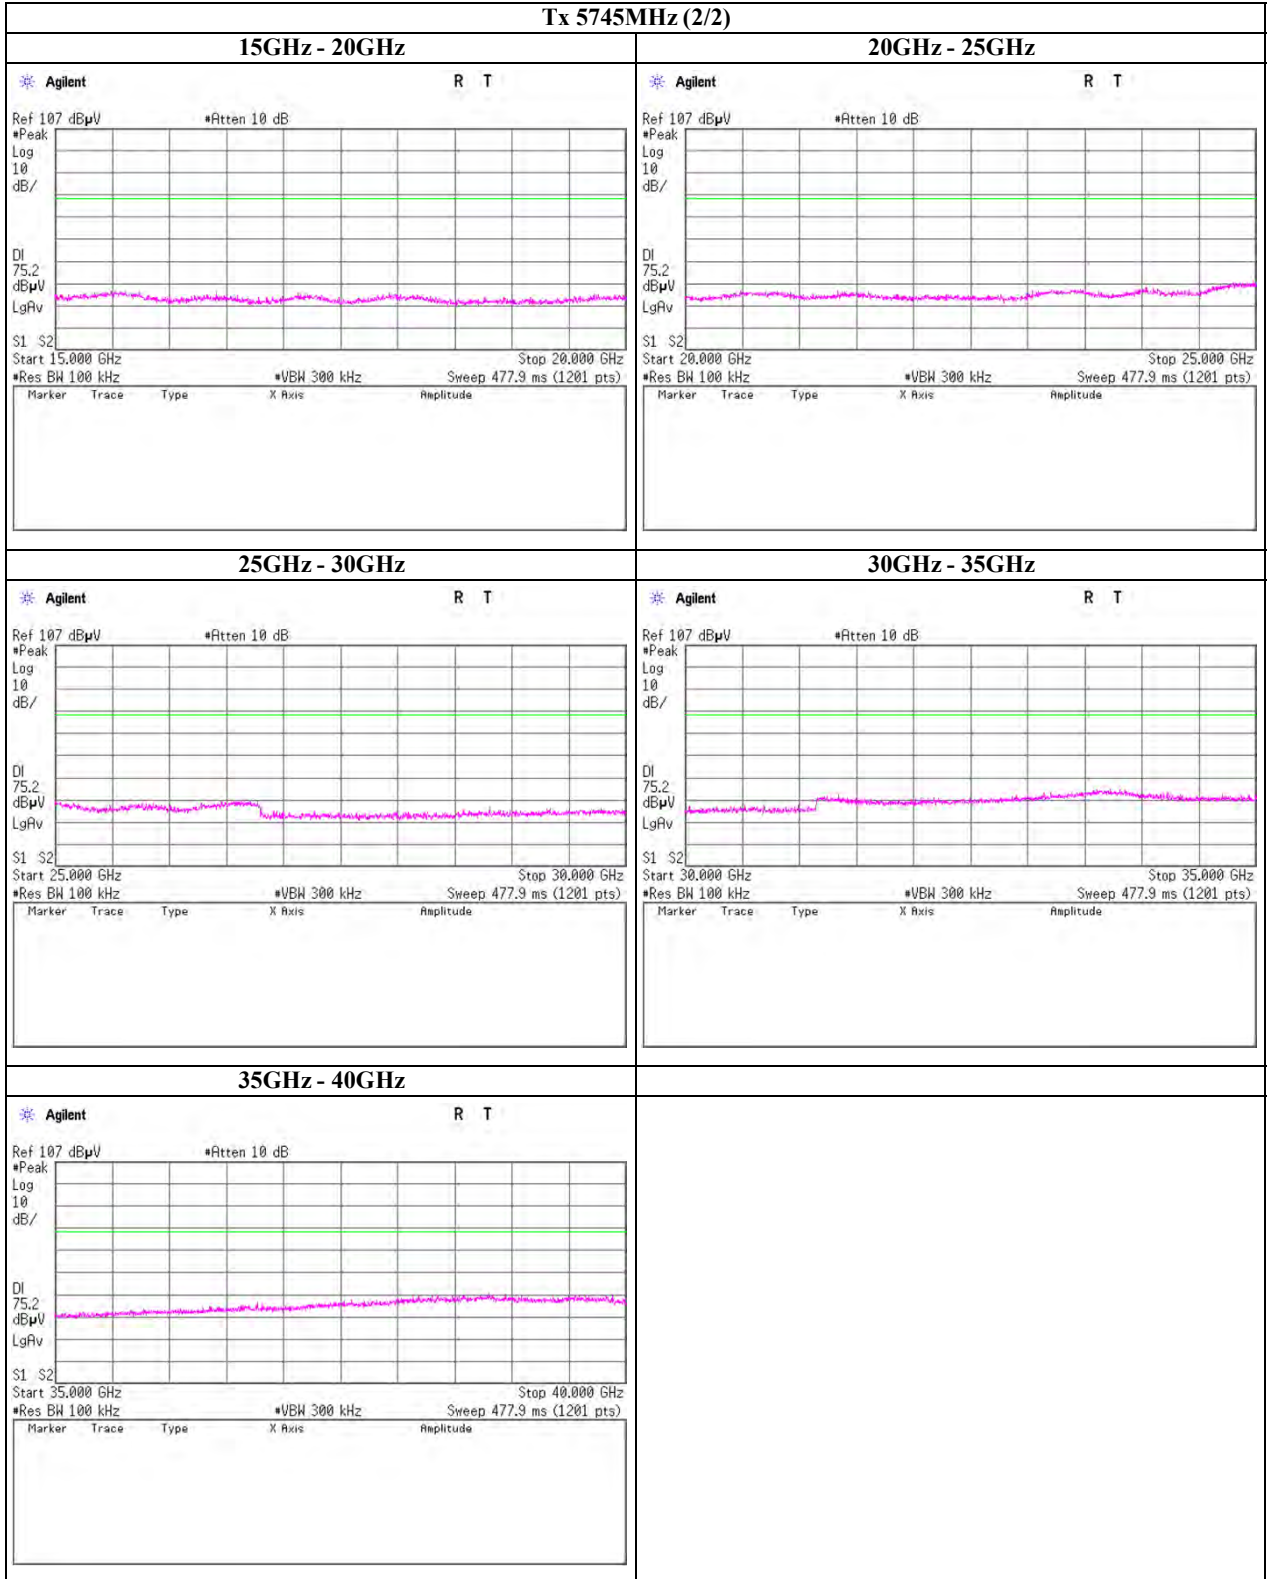 Tx 5745MHz (2/2)
15GHz - 20GHz
Agilent R T
Ref 107 dBµV #Atten 10 dB
#Peak
Log
10
dB/
DI
75.2
dBµV
LgAv
S1 S2
Start 15.000 GHz Stop 20.000 GHz
#Res BW 100 kHz #VBW 300 kHz Sweep 477.9 ms (1201 pts)
Marker Trace Type X Axis Amplitude
20GHz - 25GHz
Agilent R T
Ref 107 dBµV #Atten 10 dB
#Peak
Log
10
dB/
DI
75.2
dBµV
LgAv
S1 S2
Start 20.000 GHz Stop 25.000 GHz
#Res BW 100 kHz #VBW 300 kHz Sweep 477.9 ms (1201 pts)
Marker Trace Type X Axis Amplitude
25GHz - 30GHz
Agilent R T
Ref 107 dBµV #Atten 10 dB
#Peak
Log
10
dB/
DI
75.2
dBµV
LgAv
S1 S2
Start 25.000 GHz Stop 30.000 GHz
#Res BW 100 kHz #VBW 300 kHz Sweep 477.9 ms (1201 pts)
Marker Trace Type X Axis Amplitude
30GHz - 35GHz
Agilent R T
Ref 107 dBµV #Atten 10 dB
#Peak
Log
10
dB/
DI
75.2
dBµV
LgAv
S1 S2
Start 30.000 GHz Stop 35.000 GHz
#Res BW 100 kHz #VBW 300 kHz Sweep 477.9 ms (1201 pts)
Marker Trace Type X Axis Amplitude
35GHz - 40GHz
Agilent R T
Ref 107 dBµV #Atten 10 dB
#Peak
Log
10
dB/
DI
75.2
dBµV
LgAv
S1 S2
Start 35.000 GHz Stop 40.000 GHz
#Res BW 100 kHz #VBW 300 kHz Sweep 477.9 ms (1201 pts)
Marker Trace Type X Axis Amplitude